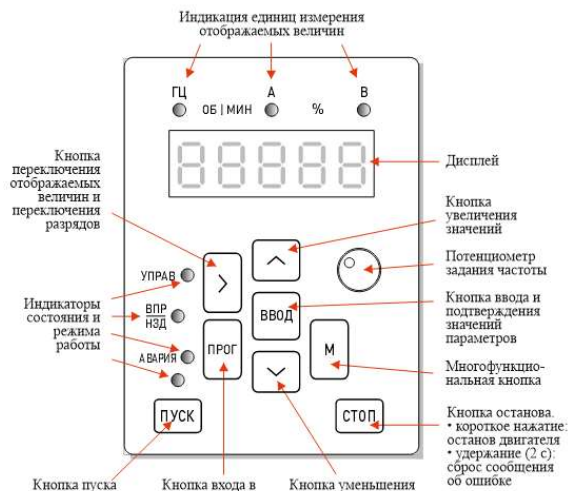 Индикация единиц измерения
отображаемых величин
ГЦ
ОБ | МИН
А
%
В
88888
Дисплей
Кнопка
переключения
отображаемых
величин и
переключения
разрядов
Кнопка
увеличения
значений
Потенциометр
задания частоты
УПРАВ
ВПР
НЗД
АВАРИЯ
>
ВВОД
ПРОГ
М
Индикаторы
состояния и
режима
работы
Кнопка ввода и
подтверждения
значений
параметров
Многофункцио-
нальная кнопка
ПУСК
СТОП
Кнопка останова.
• короткое нажатие:
останов двигателя
• удержание (2 с):
сброс сообщения
об ошибке
Кнопка пуска
Кнопка входа в
Кнопка уменьшения